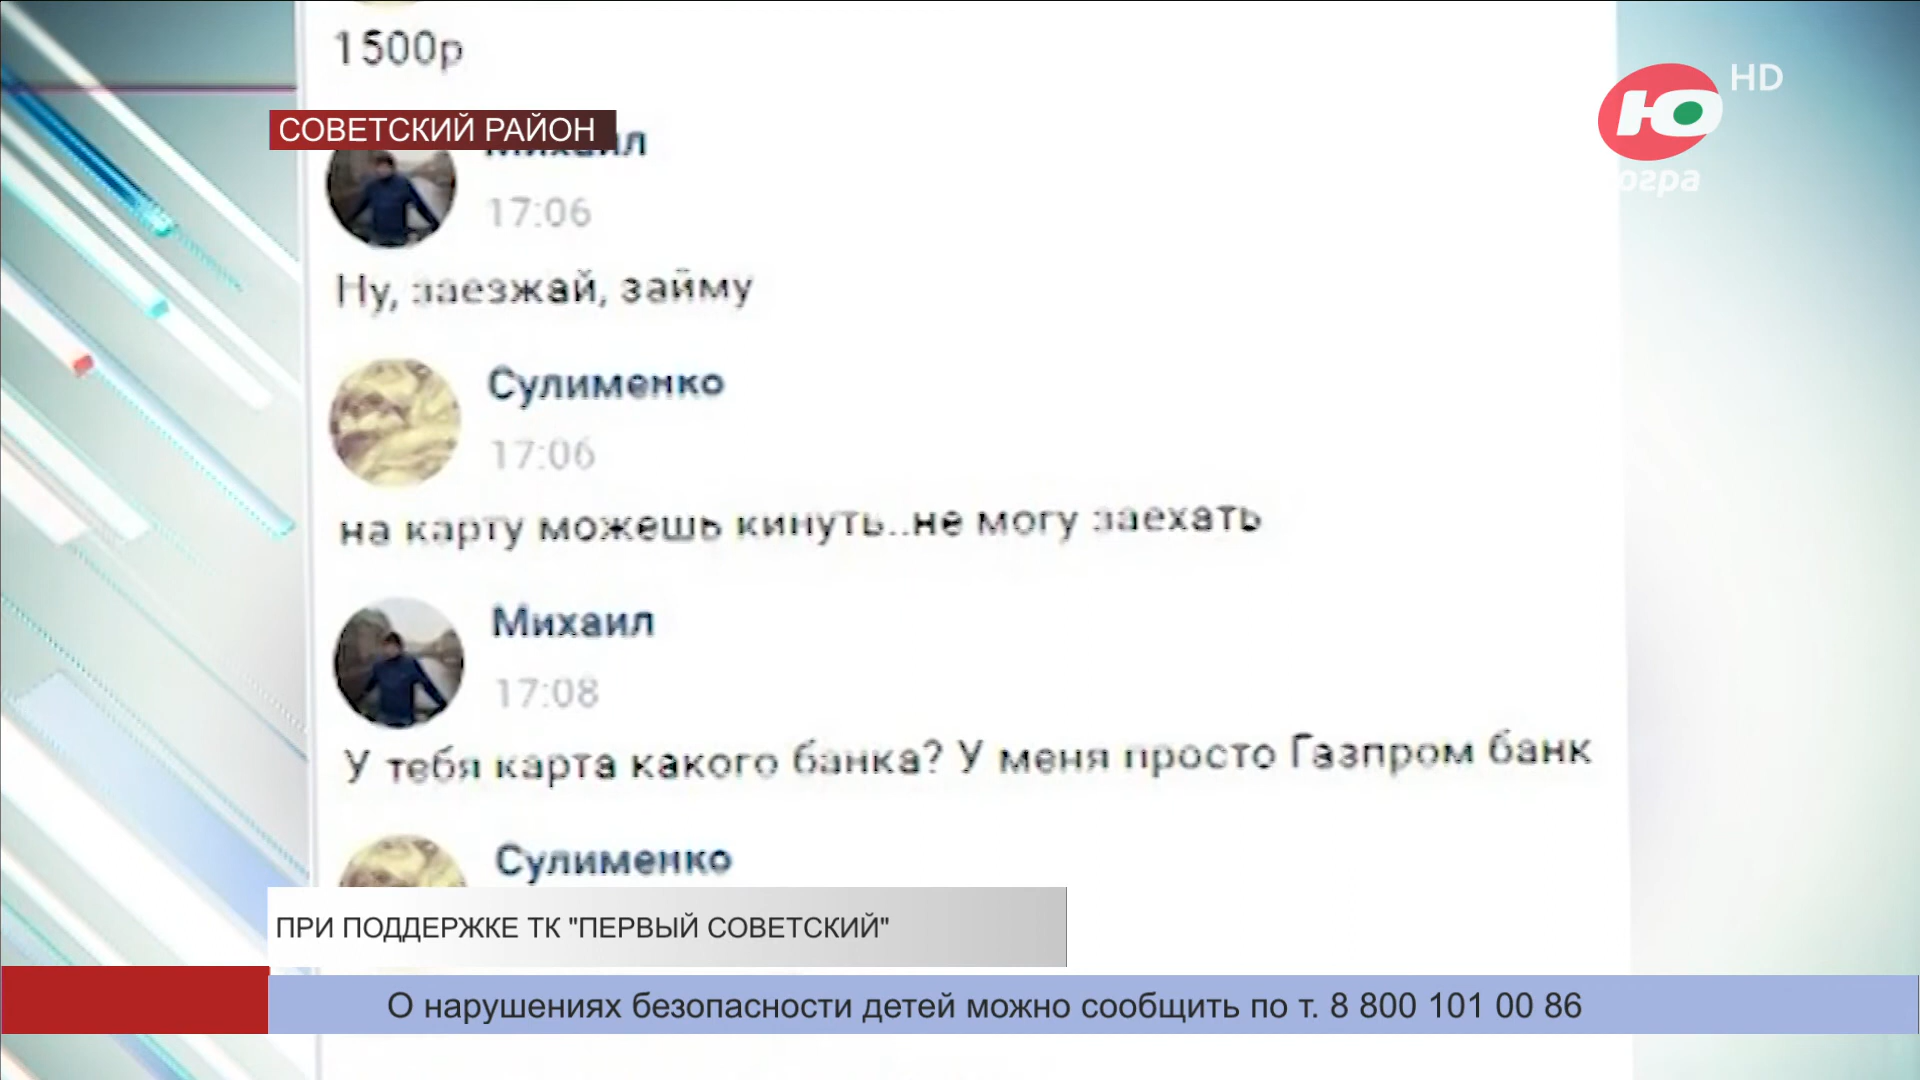 1500р
HD
СОВЕТСКИЙ РАЙОН
Михаил
Ю
югра
17:06
Ну, заезжай, займу
Сулименко
17:06
на карту можешь кинуть..не могу заехать
Михаил
17:08
У тебя карта какого банка? У меня просто Газпром банк
Сулименко
ПРИ ПОДДЕРЖКЕ ТК "ПЕРВЫЙ СОВЕТСКИЙ"
О нарушениях безопасности детей можно сообщить по т. 8 800 101 00 86